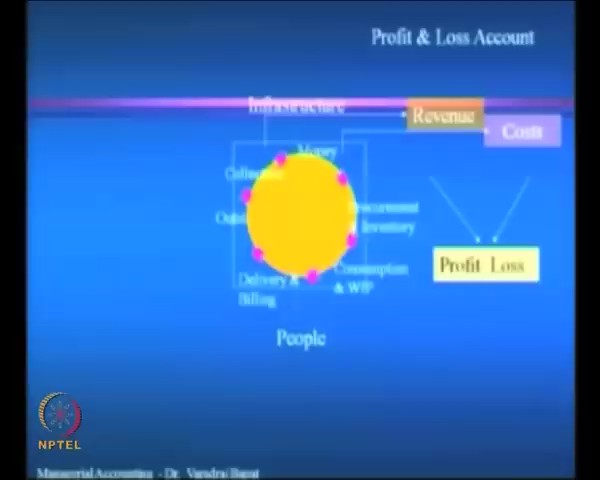 Profit & Loss Account
Infrastructure
Revenue
Costs
Money
Procurement
Inventory
Profit Loss
Consumption
& WIP
Delivery &
Billing
People
NPTEL
Managerial Accounting - Dr. Varadraj Bapat